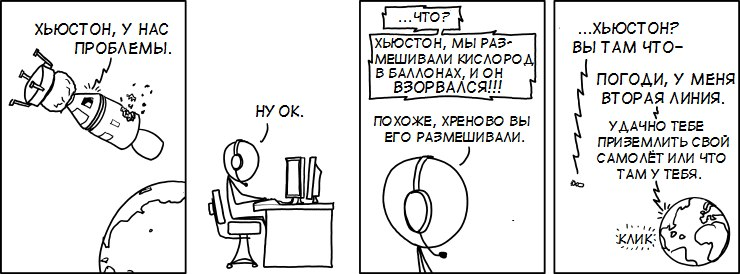 ХЬЮСТОН, У НАС
ПРОБЛЕМЫ.
НУ ОК.
...ЧТО?
ХЬЮСТОН, МЫ РАЗ-
МЕШИВАЛИ КИСЛОРОД
В БАЛЛОНАХ, И ОН
ВЗОРВАЛСЯ!!!
ПОХОЖЕ, ХРЕНОВО ВЫ
ЕГО РАЗМЕШИВАЛИ.
...ХЬЮСТОН?
ВЫ ТАМ ЧТО-
ПОГОДИ, У МЕНЯ
ВТОРАЯ ЛИНИЯ.
УДАЧНО ТЕБЕ
ПРИЗЕМЛИТЬ СВОЙ
САМОЛЁТ ИЛИ ЧТО
ТАМ У ТЕБЯ.
КЛИК